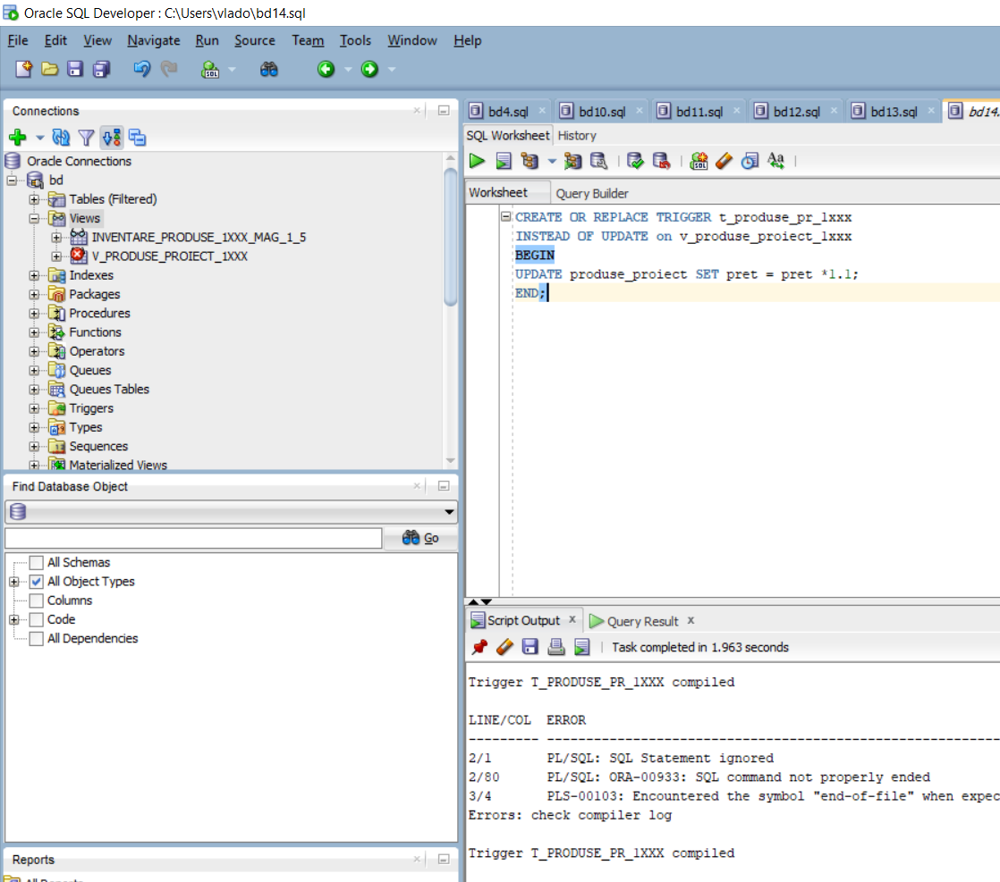 Oracle SQL Developer : C:\Users\vlado\bd14.sql
File Edit View Navigate Run Source Team Tools Window Help
Connections
Oracle Connections
bd
Tables (Filtered)
Views
INVENTARE_PRODUSE_1XXX_MAG_1_5
V_PRODUSE_PROIECT_1XXX
Indexes
Packages
Procedures
Functions
Operators
Queues
Queues Tables
Triggers
Types
Sequences
Materialized Views
Find Database Object
Go
All Schemas
All Object Types
Columns
Code
All Dependencies
Reports
All Reports
bd4.sql bd10.sql bd11.sql bd12.sql bd13.sql bd14.
SQL Worksheet History
Worksheet Query Builder
CREATE OR REPLACE TRIGGER t_produse_pr_1xxx
INSTEAD OF UPDATE on v_produse_proiect_1xxx
BEGIN
UPDATE produse_proiect SET pret = pret *1.1;
END;
Script Output Query Result
Task completed in 1.963 seconds
Trigger T_PRODUSE_PR_1XXX compiled
LINE/COL ERROR
--------- --------------------------------------------------------
2/1 PL/SQL: SQL Statement ignored
2/80 PL/SQL: ORA-00933: SQL command not properly ended
3/4 PLS-00103: Encountered the symbol "end-of-file" when expec
Errors: check compiler log
Trigger T_PRODUSE_PR_1XXX compiled